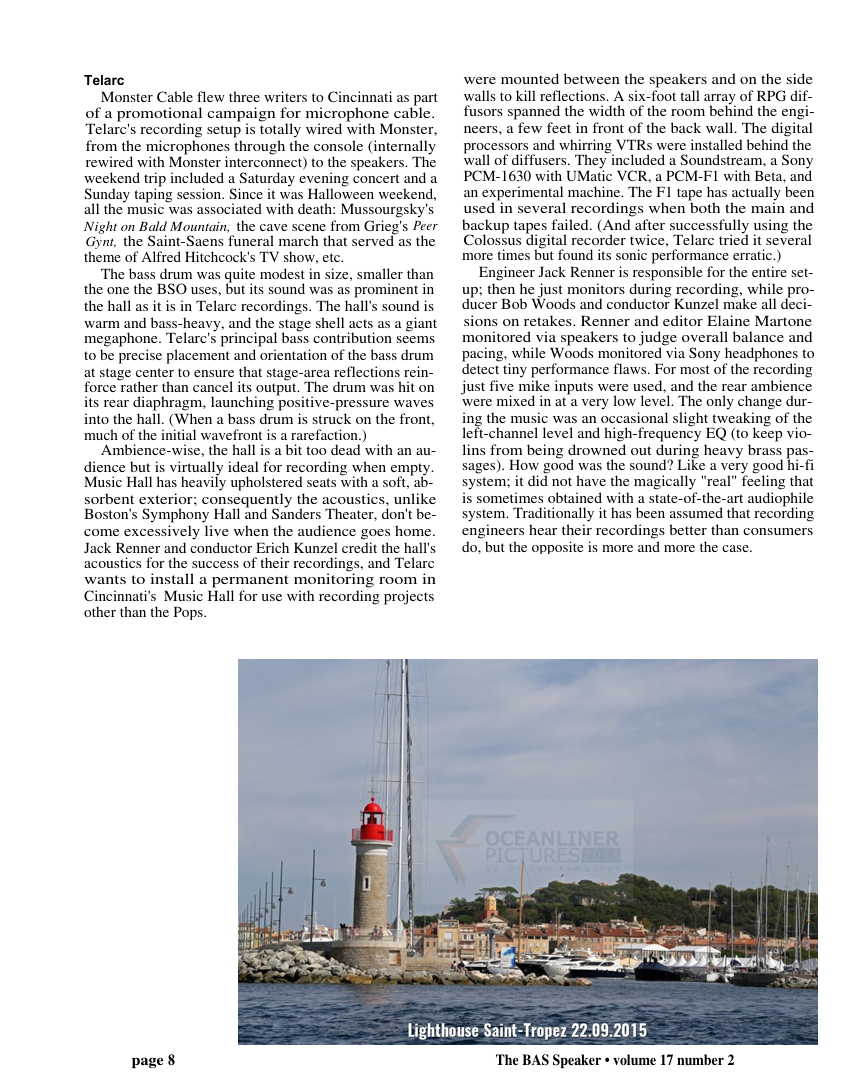 Telarc
Monster Cable flew three writers to Cincinnati as part
of a promotional campaign for microphone cable.
Telarc's recording setup is totally wired with Monster,
from the microphones through the console (internally
rewired with Monster interconnect) to the speakers. The
weekend trip included a Saturday evening concert and a
Sunday taping session. Since it was Halloween weekend,
all the music was associated with death: Mussourgsky's
Night on Bald Mountain, the cave scene from Grieg's Peer
Gynt, the Saint-Saens funeral march that served as the
theme of Alfred Hitchcock's TV show, etc.
The bass drum was quite modest in size, smaller than
the one the BSO uses, but its sound was as prominent in
the hall as it is in Telarc recordings. The hall's sound is
warm and bass-heavy, and the stage shell acts as a giant
megaphone. Telarc's principal bass contribution seems
to be precise placement and orientation of the bass drum
at stage center to ensure that stage-area reflections rein-
force rather than cancel its output. The drum was hit on
its rear diaphragm, launching positive-pressure waves
into the hall. (When a bass drum is struck on the front,
much of the initial wavefront is a rarefaction.)
Ambience-wise, the hall is a bit too dead with an au-
dience but is virtually ideal for recording when empty.
Music Hall has heavily upholstered seats with a soft, ab-
sorbent exterior; consequently the acoustics, unlike
Boston's Symphony Hall and Sanders Theater, don't be-
come excessively live when the audience goes home.
Jack Renner and conductor Erich Kunzel credit the hall's
acoustics for the success of their recordings, and Telarc
wants to install a permanent monitoring room in
Cincinnati's Music Hall for use with recording projects
other than the Pops.
were mounted between the speakers and on the side
walls to kill reflections. A six-foot tall array of RPG dif-
fusors spanned the width of the room behind the engi-
neers, a few feet in front of the back wall. The digital
processors and whirring VTRs were installed behind the
wall of diffusers. They included a Soundstream, a Sony
PCM-1630 with UMatic VCR, a PCM-F1 with Beta, and
an experimental machine. The F1 tape has actually been
used in several recordings when both the main and
backup tapes failed. (And after successfully using the
Colossus digital recorder twice, Telarc tried it several
more times but found its sonic performance erratic.)
Engineer Jack Renner is responsible for the entire set-
up; then he just monitors during recording, while pro-
ducer Bob Woods and conductor Kunzel make all deci-
sions on retakes. Renner and editor Elaine Martone
monitored via speakers to judge overall balance and
pacing, while Woods monitored via Sony headphones to
detect tiny performance flaws. For most of the recording
just five mike inputs were used, and the rear ambience
were mixed in at a very low level. The only change dur-
ing the music was an occasional slight tweaking of the
left-channel level and high-frequency EQ (to keep vio-
lins from being drowned out during heavy brass pas-
sages). How good was the sound? Like a very good hi-fi
system; it did not have the magically "real" feeling that
is sometimes obtained with a state-of-the-art audiophile
system. Traditionally it has been assumed that recording
engineers hear their recordings better than consumers
do, but the opposite is more and more the case.
OCEANLINER
PICTURES 2015
Lighthouse Saint-Tropez 22.09.2015
page 8
The BAS Speaker • volume 17 number 2